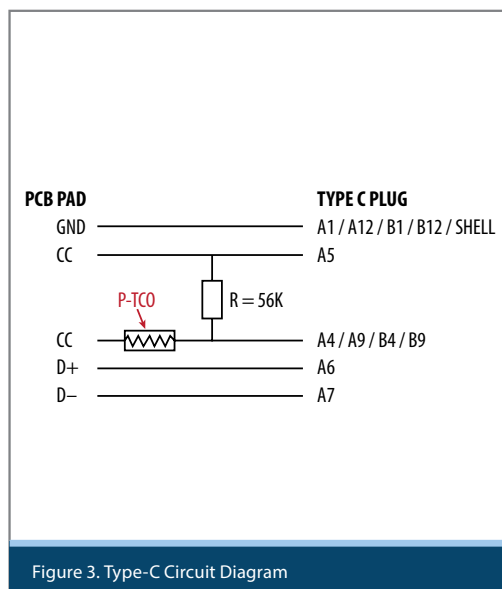 PCB PAD TYPE C PLUG
GND A1 / A12 / B1 / B12 / SHELL
CC A5
P-TCO R = 56K
CC A4 / A9 / B4 / B9
D+ A6
D– A7
Figure 3. Type-C Circuit Diagram